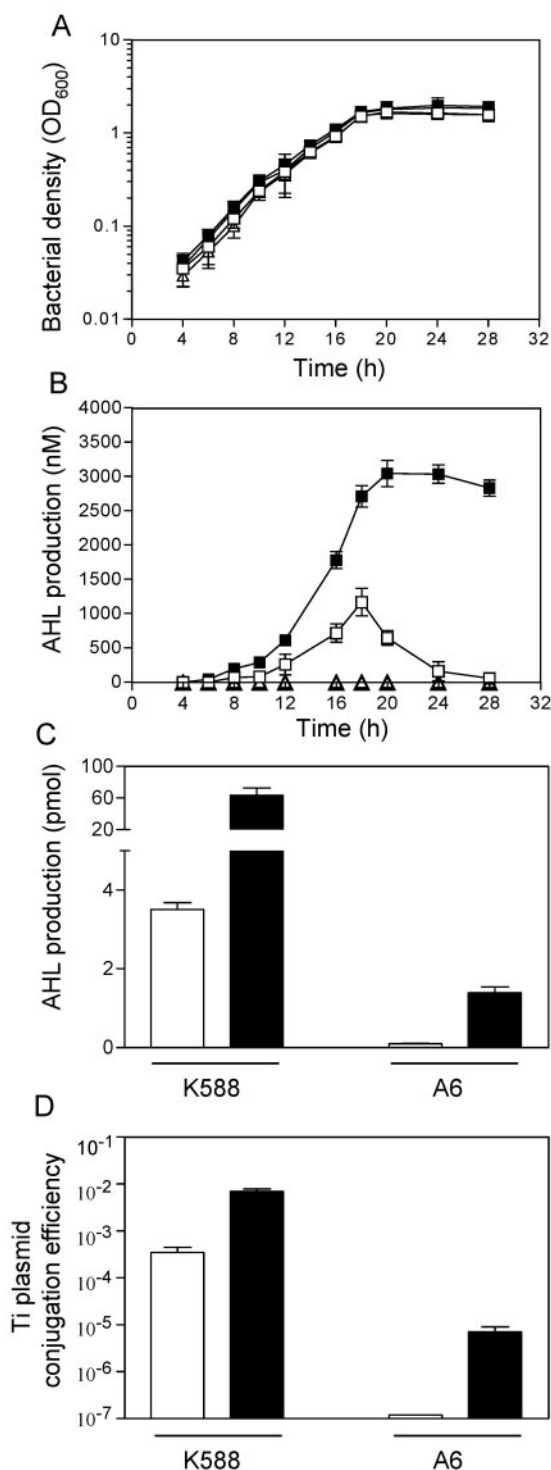 A
Bacterial density (OD600)
10
1
0.1
0.01
0 4 8 12 16 20 24 28 32
Time (h)
B
AHL production (nM)
4000
3500
3000
2500
2000
1500
1000
500
0
0 4 8 12 16 20 24 28 32
Time (h)
C
AHL production (pmol)
100
60
20
4
2
0
K588 A6
D
Ti plasmid
conjugation efficiency
10-1
10-2
10-3
10-4
10-5
10-6
10-7
K588 A6